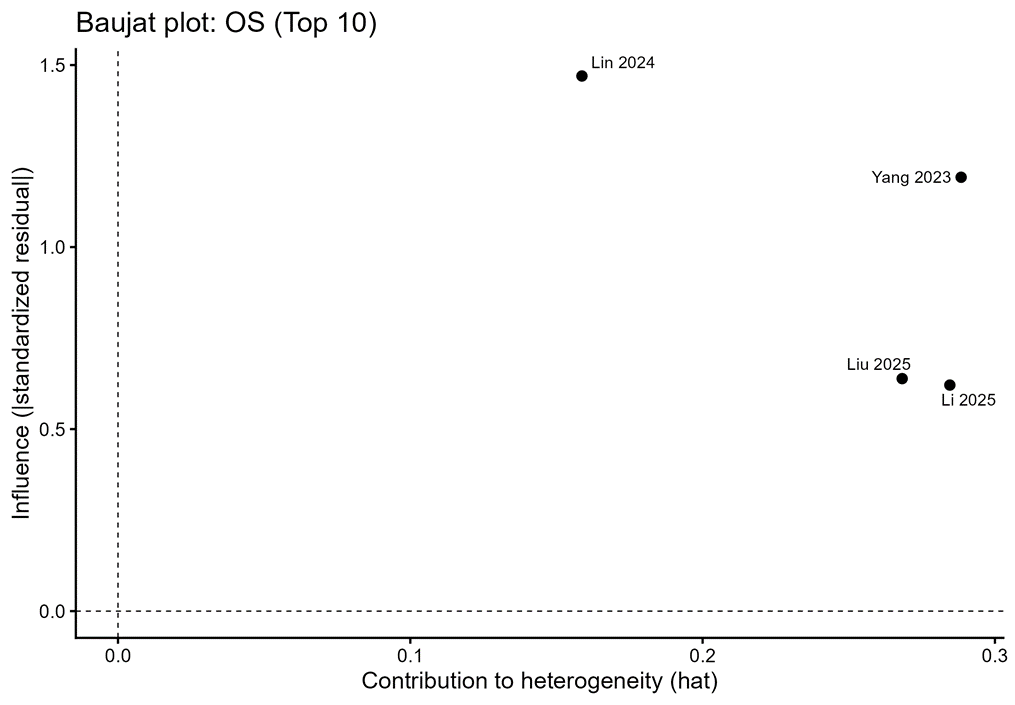 Baujat plot: OS (Top 10)
Influence (|standardized residual|)
1.5
1.0
0.5
0.0
Lin 2024
Yang 2023
Liu 2025
Li 2025
0.0
0.1
0.2
0.3
Contribution to heterogeneity (hat)